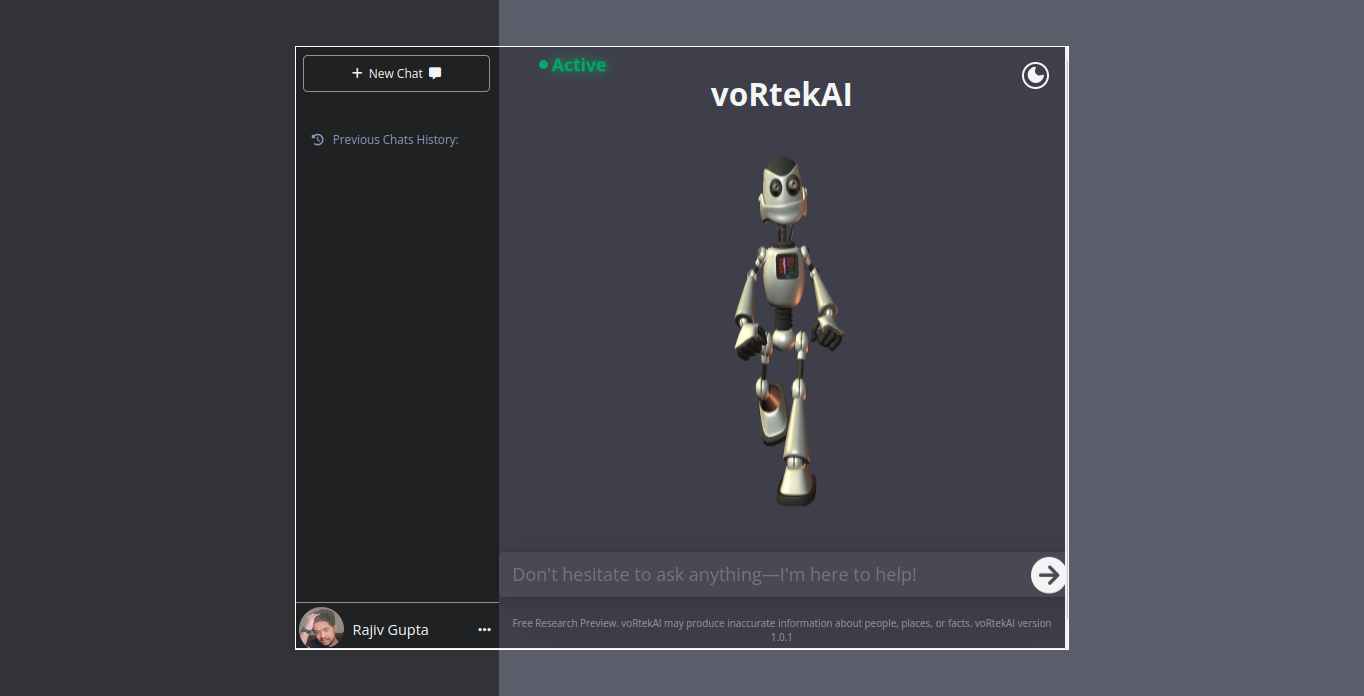 New Chat
Previous Chats History:
Rajiv Gupta
Active
voRtekAI
Don't hesitate to ask anything—I'm here to help!
Free Research Preview. voRtekAI may produce inaccurate information about people, places, or facts. voRtekAI version
1.0.1